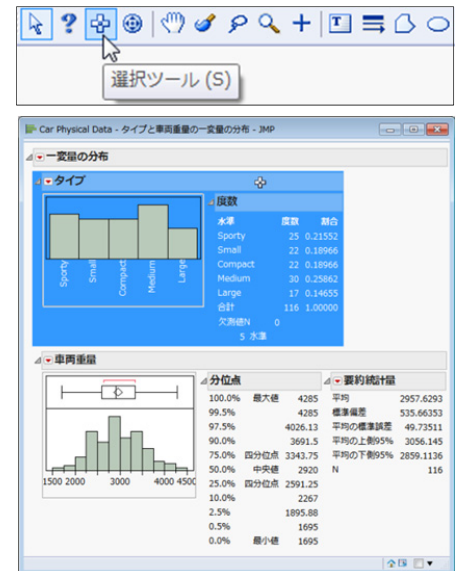 選択ツール (S)
Car Physical Data - タイプと車両重量の一変量の分布 - JMP
一変量の分布
タイプ
Sporty
Small
Compact
Medium
Large
度数
水準 度数 割合
Sporty 25 0.21552
Small 22 0.18966
Compact 22 0.18966
Medium 30 0.25862
Large 17 0.14655
合計 116 1.00000
欠測値N 0
5 水準
車両重量
1500 2000 3000 4000 4500
分位点
100.0% 最大値 4285
99.5% 4285
97.5% 4026.13
90.0% 3691.5
75.0% 四分位点 3343.75
50.0% 中央値 2920
25.0% 四分位点 2591.25
10.0% 2267
2.5% 1895.88
0.5% 1695
0.0% 最小値 1695
要約統計量
平均 2957.6293
標準偏差 535.66353
平均の標準誤差 49.73511
平均の上側95% 3056.145
平均の下側95% 2859.1136
N 116